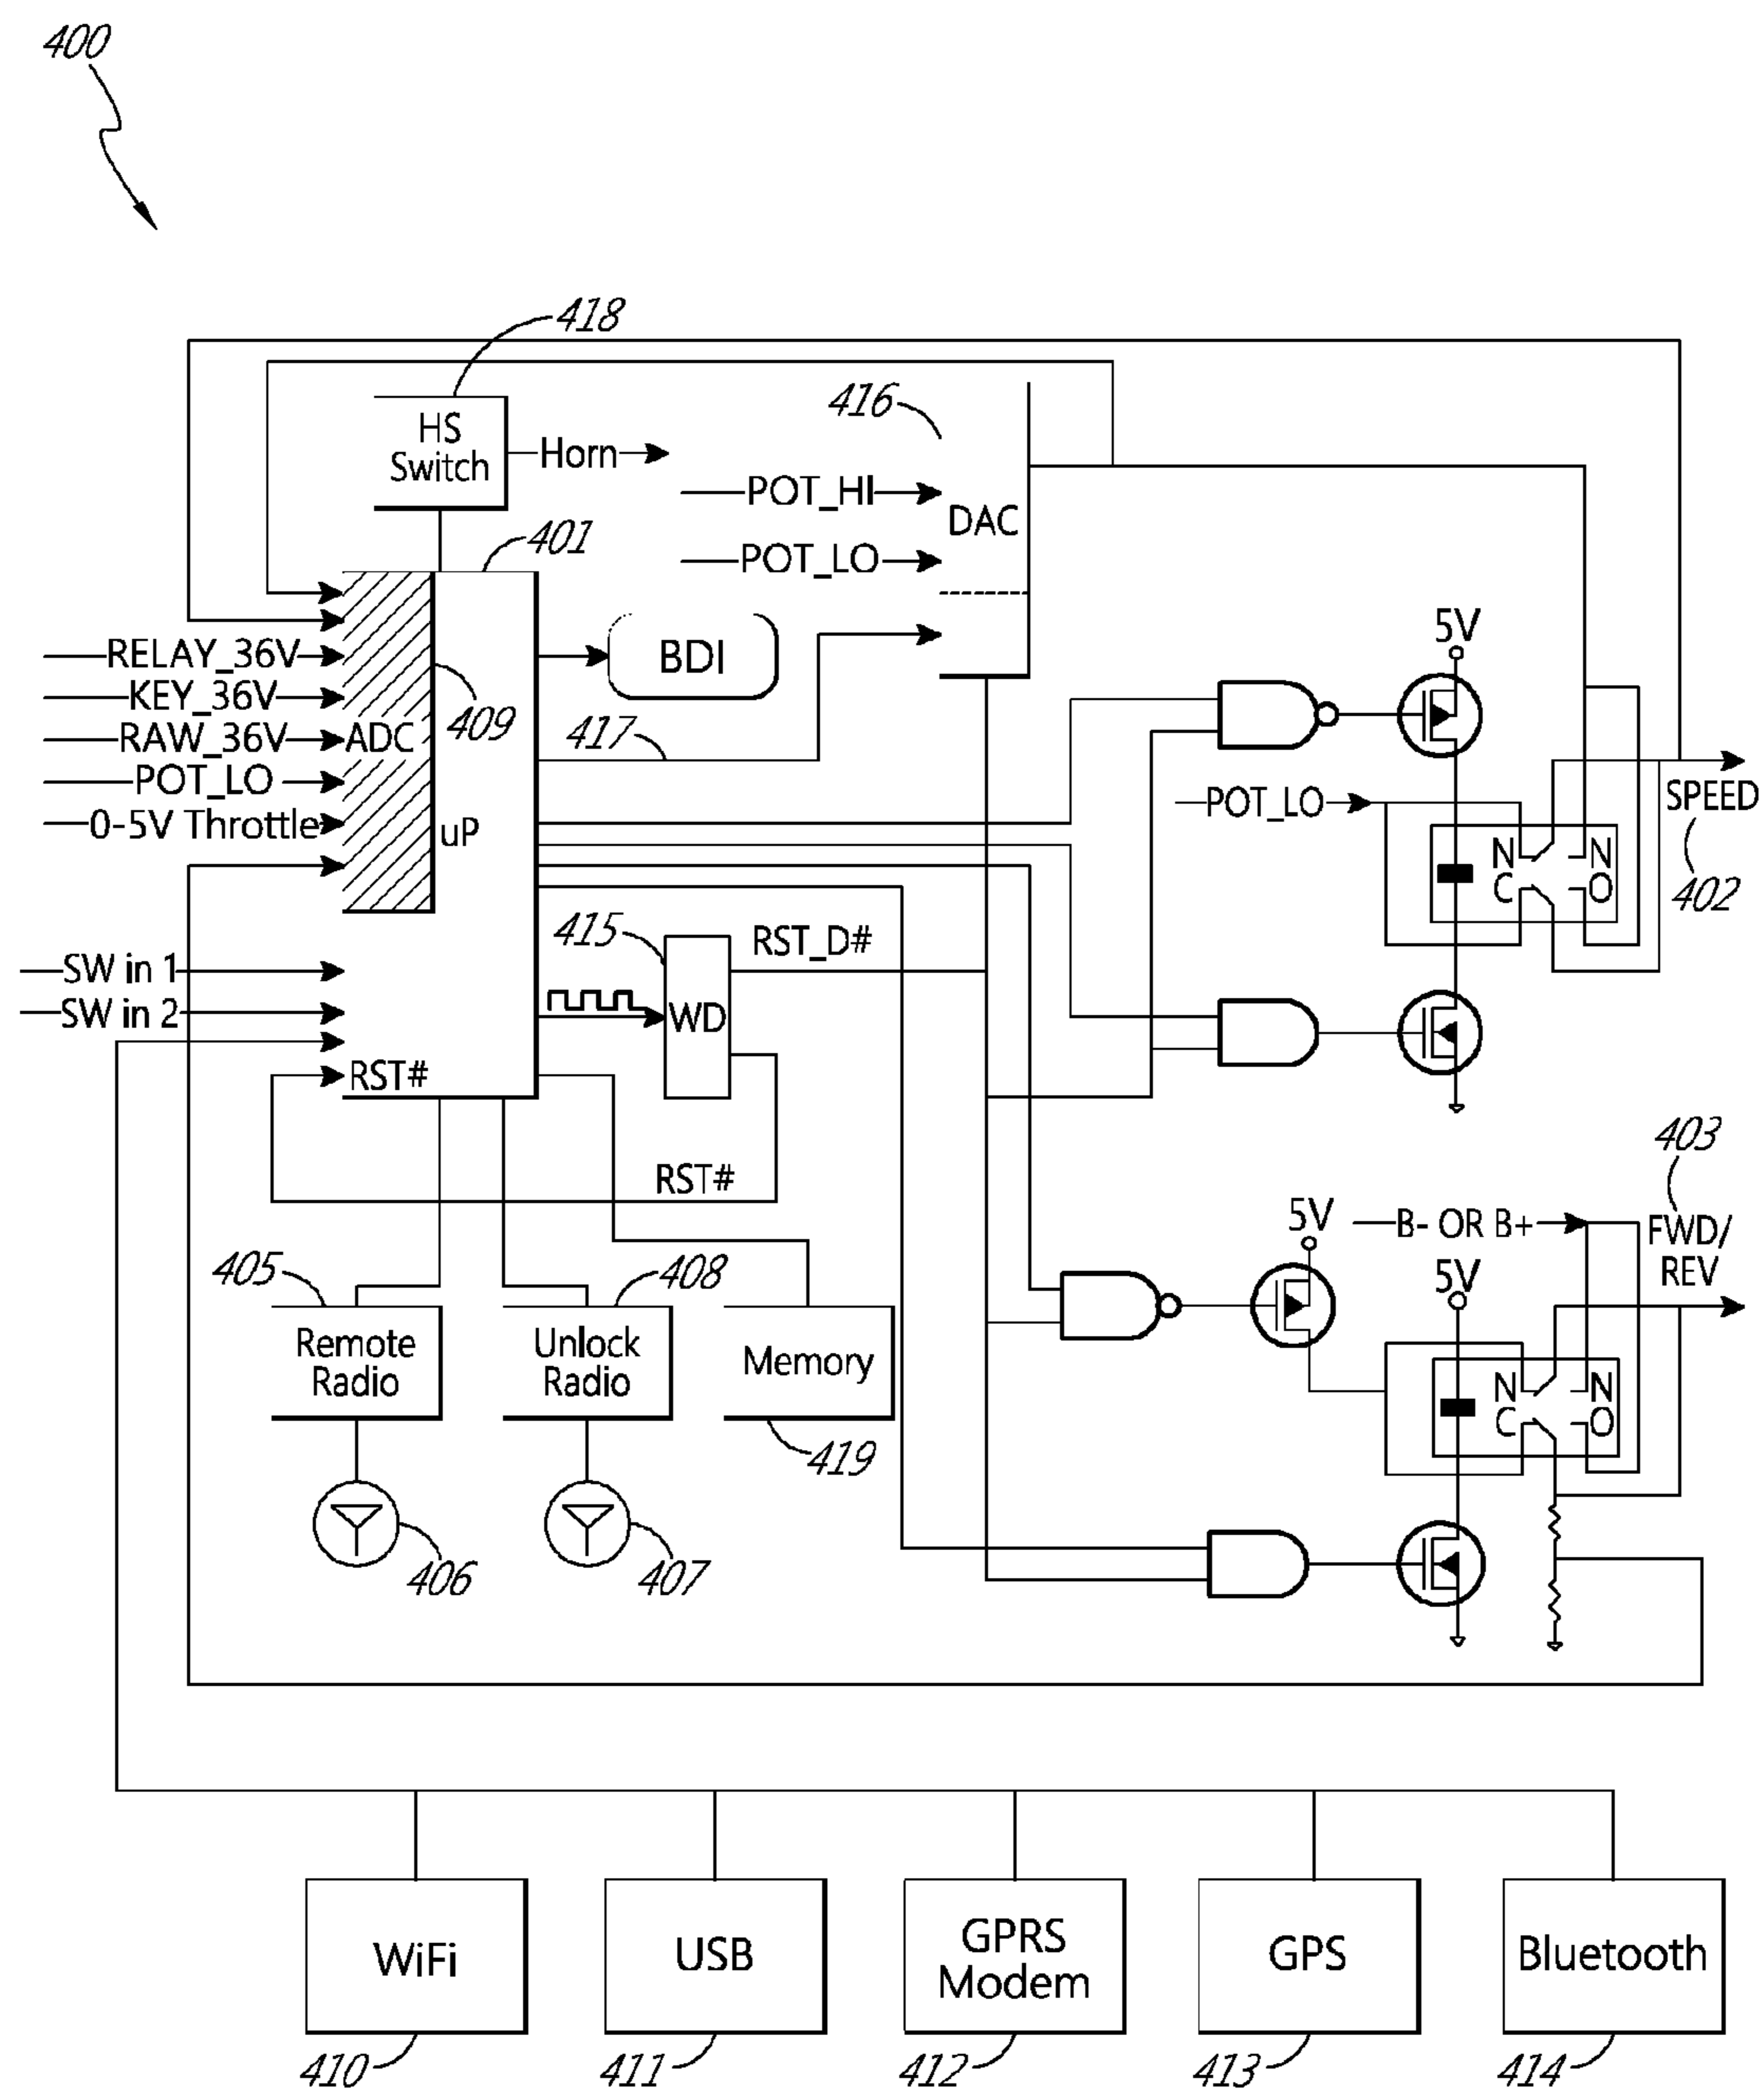 400
418
HS
Switch
Horn
416
POT_HI
DAC
POT_LO
401
5V
RELAY_36V
BDI
KEY_36V
409
RAW_36V
ADC
417
POT_LO
POT_LO
SPEED
0-5V Throttle
uP
N
N
C
O
402
415
RST_D#
SW in 1
SW in 2
WD
RST#
403
RST#
5V
B- OR B+
FWD/
REV
405
408
5V
Remote
Radio
Unlock
Radio
Memory
N
N
C
O
419
406
407
WiFi
USB
GPRS
Modem
GPS
Bluetooth
410
411
412
413
414